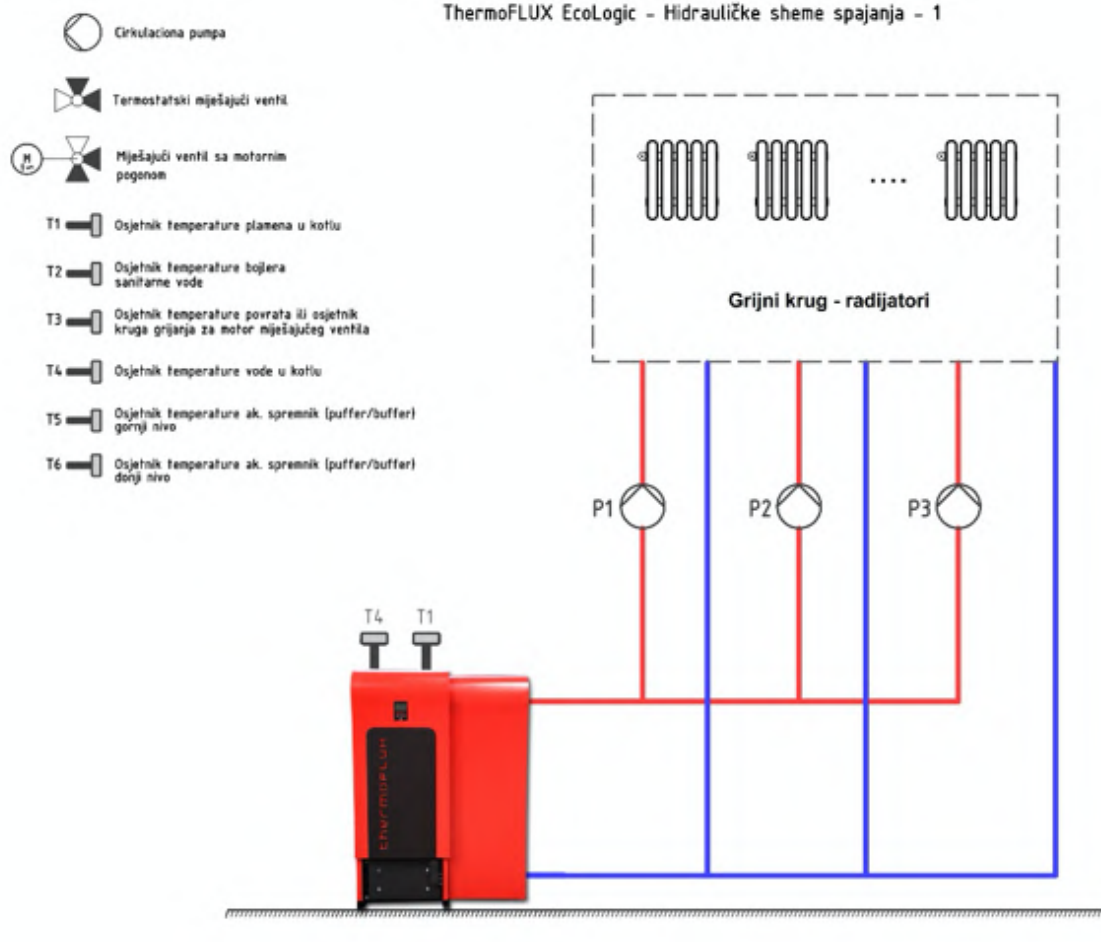 ThermoFLUX EcoLogic - Hidrauličke sheme spajanja - 1
Cirkulaciona pumpa
Termostatski miješajući ventil
M
Miješajući ventil sa motornim
pogonom
T1 Osjetnik temperature plamena u kotlu
T2 Osjetnik temperature bojlera
sanitarne vode
T3 Osjetnik temperature povrata ili osjetnik
kruga grijanja za motor miješajućeg ventila
T4 Osjetnik temperature vode u kotlu
T5 Osjetnik temperature ak. spremnik (puffer/buffer)
gornji nivo
T6 Osjetnik temperature ak. spremnik (puffer/buffer)
donji nivo
....
Grijni krug - radijatori
P1
P2
P3
T4
T1
thermoFLUX